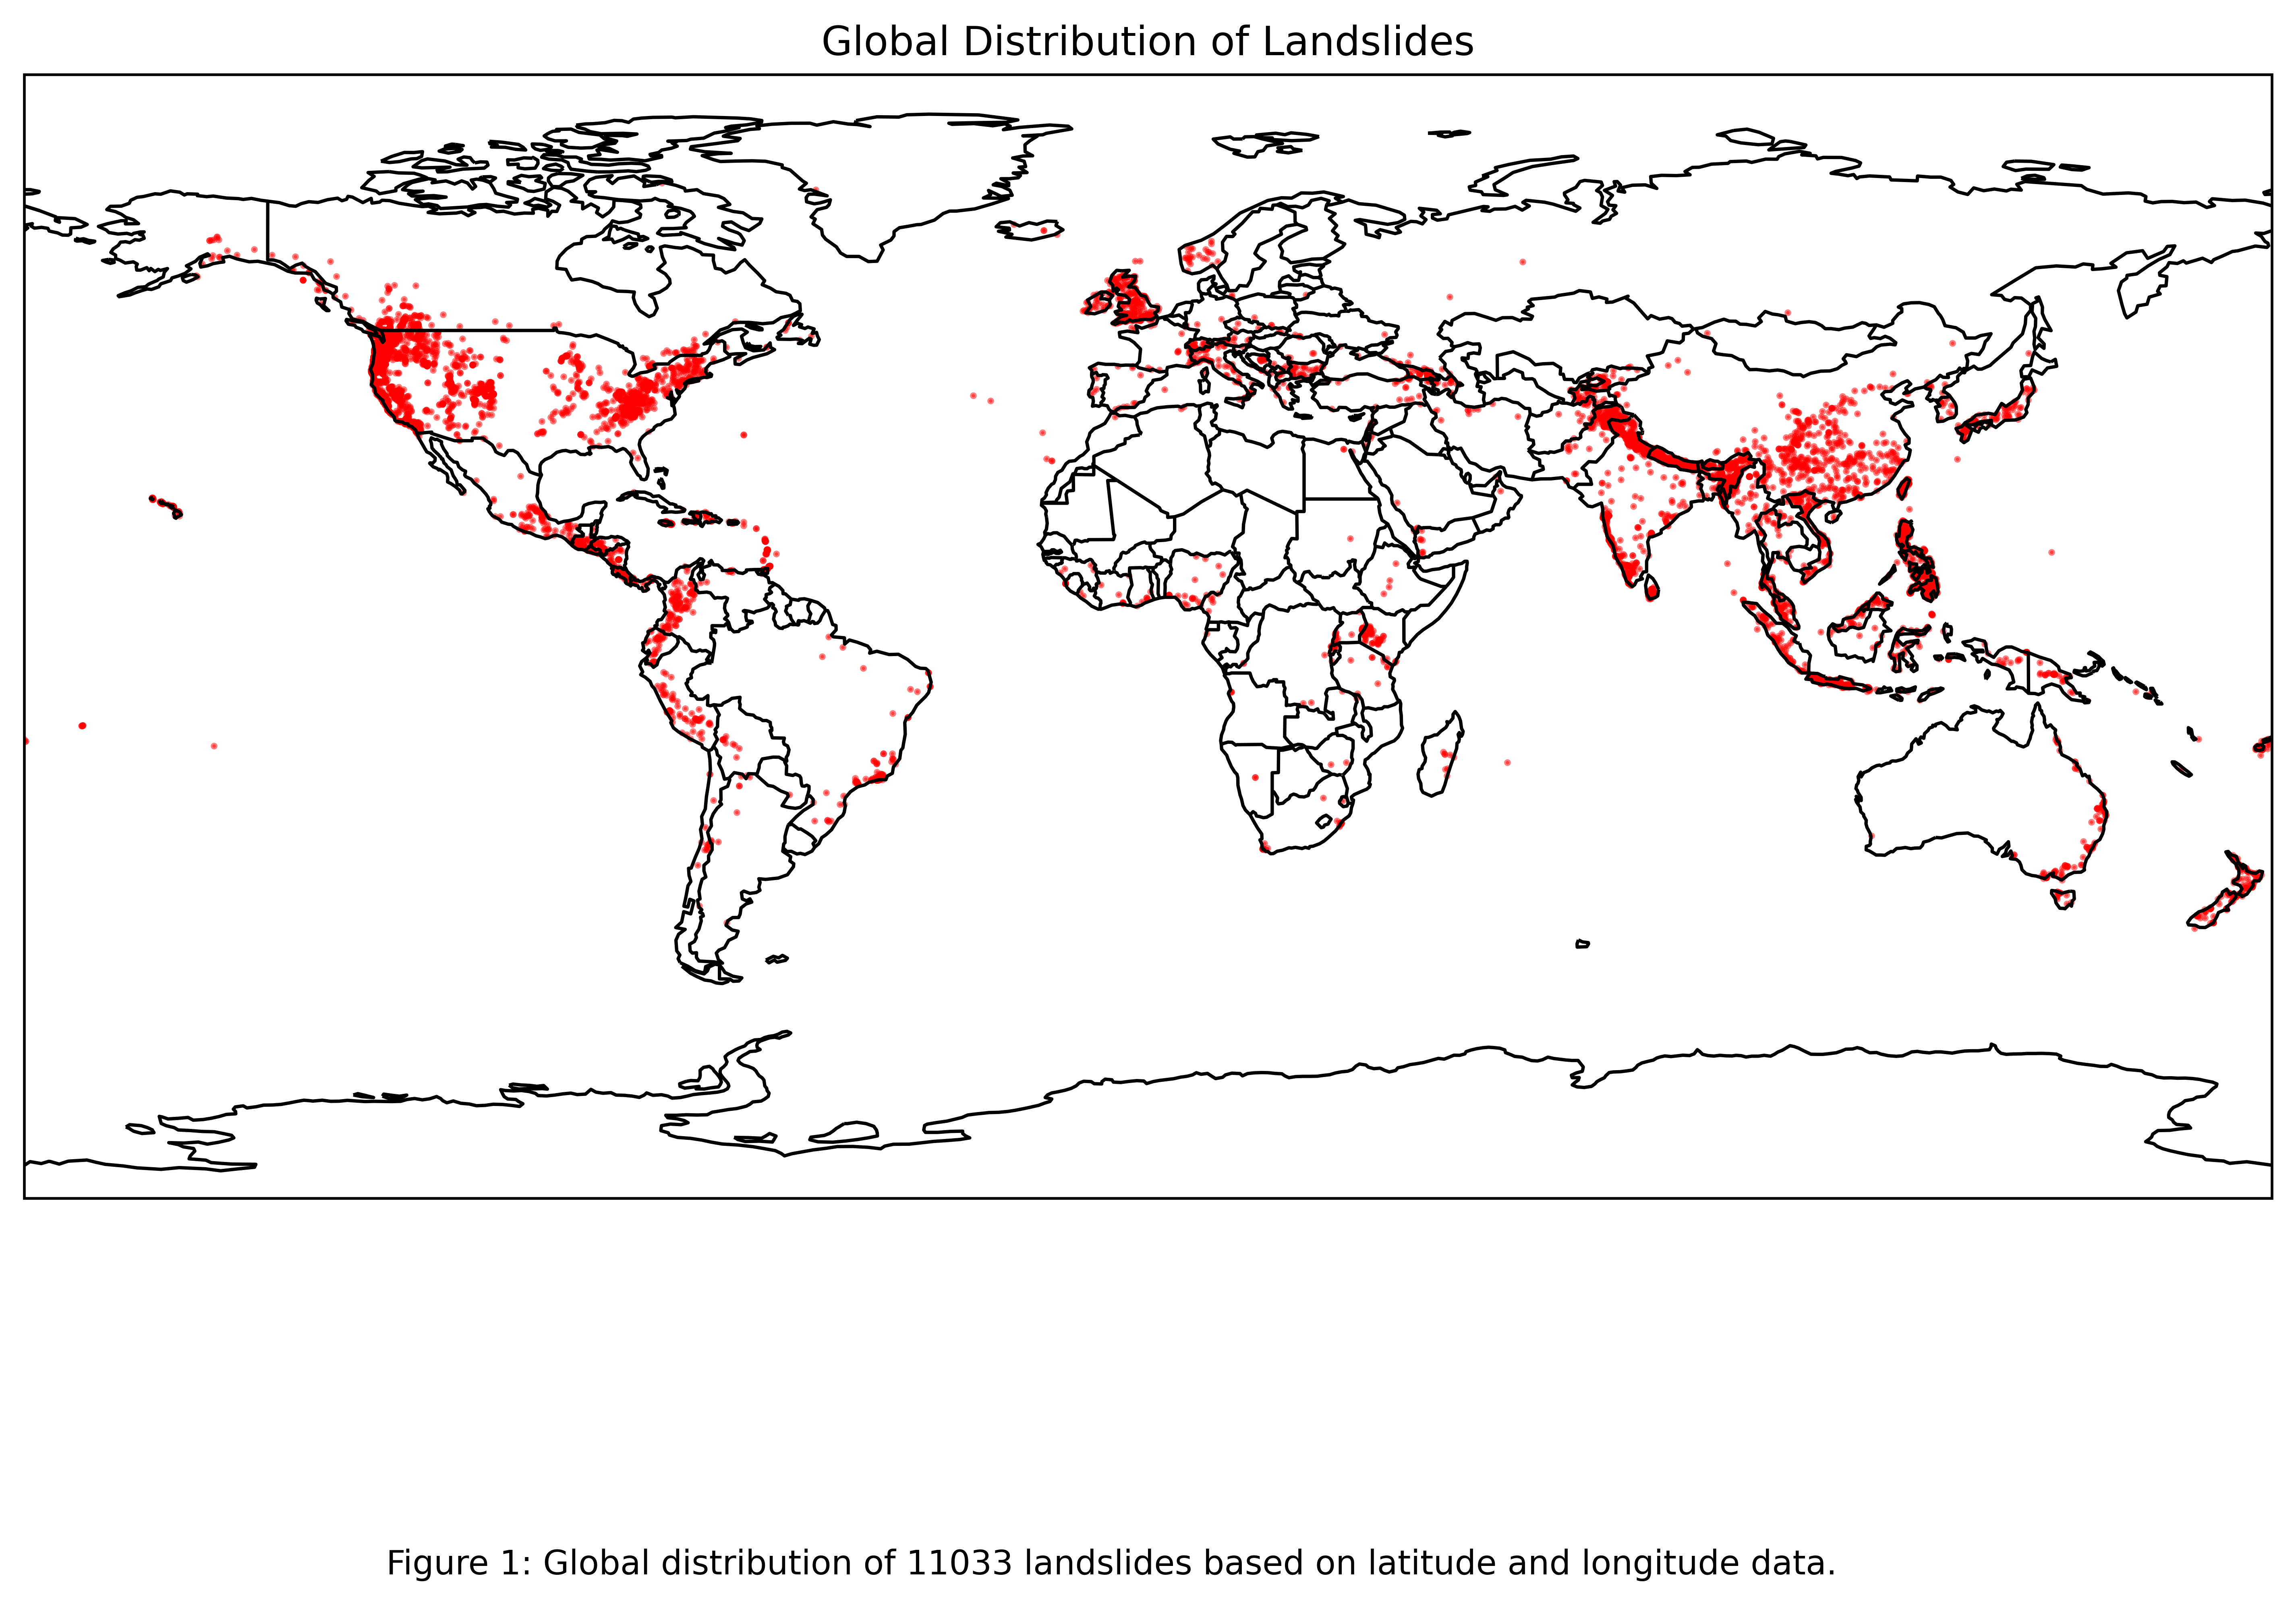 Global Distribution of Landslides
Figure 1: Global distribution of 11033 landslides based on latitude and longitude data.